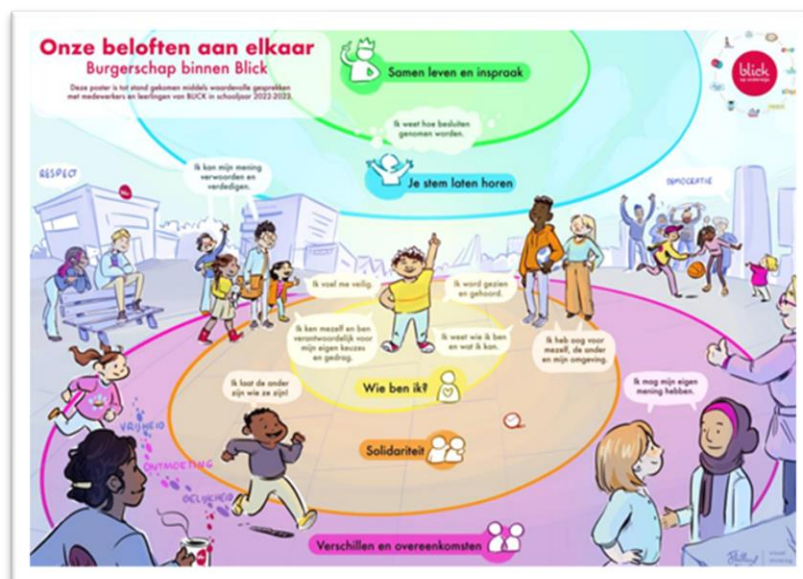 Onze beloften aan elkaar
Burgerschap binnen Blick
Deze poster is tot stand gekomen middels waardevolle gesprekken
met medewerkers en leerlingen van BLICK in schooljaar 2022-2023.
Samen leven en inspraak
blick
op onderwijs
Ik weet hoe besluiten
genomen worden.
Je stem laten horen
RESPECT
Ik kan mijn mening
verwoorden en
verdedigen.
DEMOCRATIE
Ik voel me veilig.
Ik word gezien
en gehoord.
Ik ken mezelf en ben
verantwoordelijk voor
mijn eigen keuzes
en gedrag.
Ik weet wie ik ben
en wat ik kan.
Ik heb oog voor
mezelf, de ander
en mijn omgeving.
Ik laat de ander
zijn wie ze zijn!
Wie ben ik?
Ik mag mijn eigen
mening hebben.
VRIJHEID
ONTMOETING
GELIJKHEID
Solidariteit
Verschillen en overeenkomsten